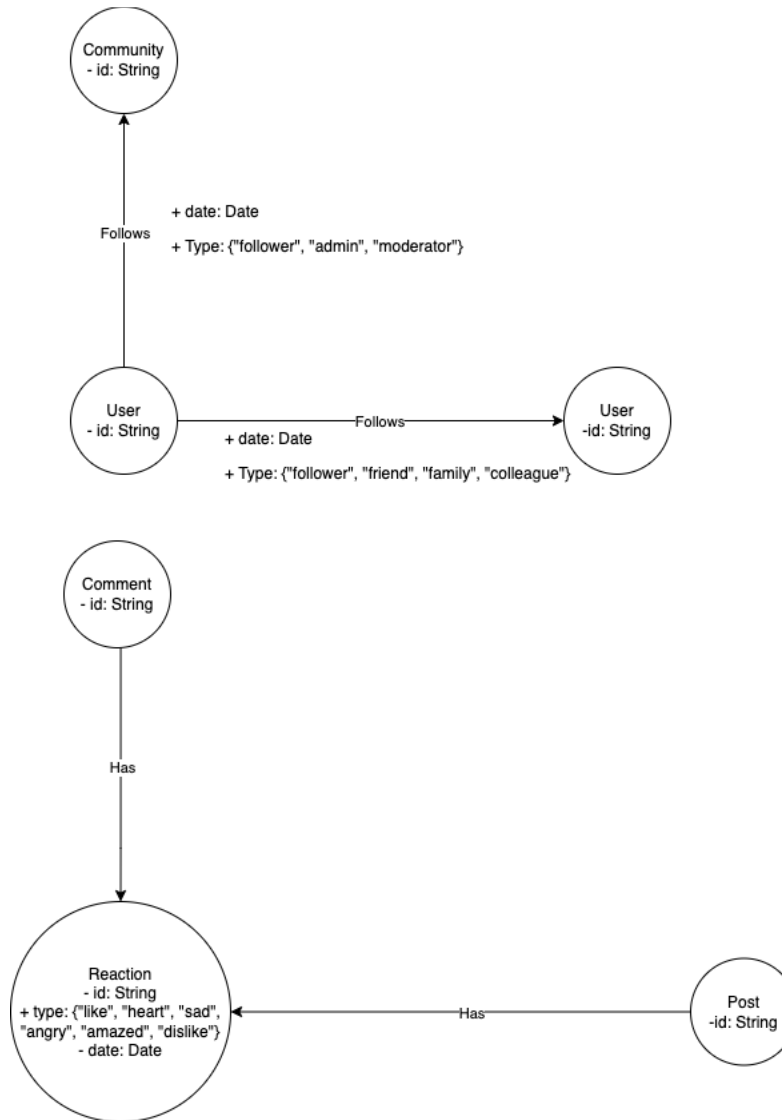 Community
- id: String
+ date: Date
Follows
+ Type: {"follower", "admin", "moderator"}
User
- id: String
Follows
User
-id: String
+ date: Date
+ Type: {"follower", "friend", "family", "colleague"}
Comment
- id: String
Has
Reaction
- id: String
+ type: {"like", "heart", "sad",
"angry", "amazed", "dislike"}
- date: Date
Has
Post
-id: String